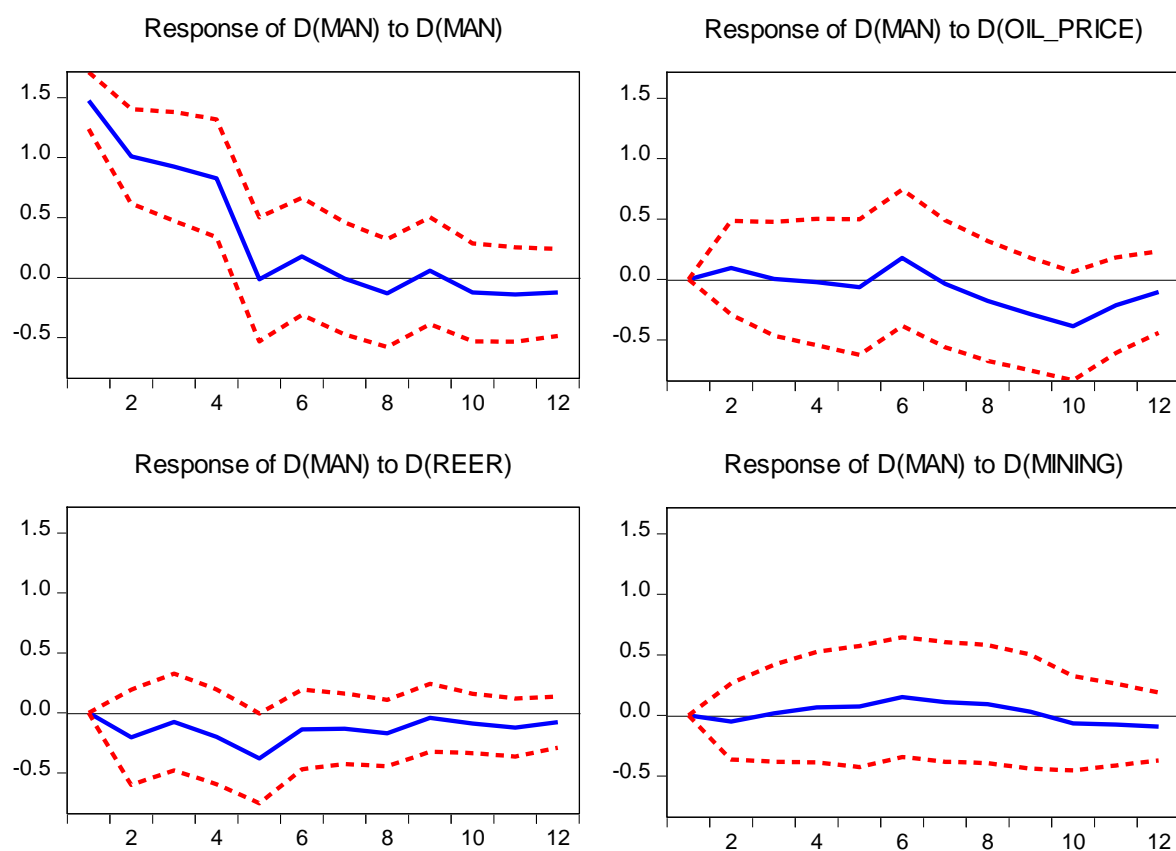 Response of D(MAN) to D(MAN)
1.5
1.0
0.5
0.0
-0.5
2 4 6 8 10 12
Response of D(MAN) to D(OIL_PRICE)
1.5
1.0
0.5
0.0
-0.5
2 4 6 8 10 12
Response of D(MAN) to D(REER)
1.5
1.0
0.5
0.0
-0.5
2 4 6 8 10 12
Response of D(MAN) to D(MINING)
1.5
1.0
0.5
0.0
-0.5
2 4 6 8 10 12